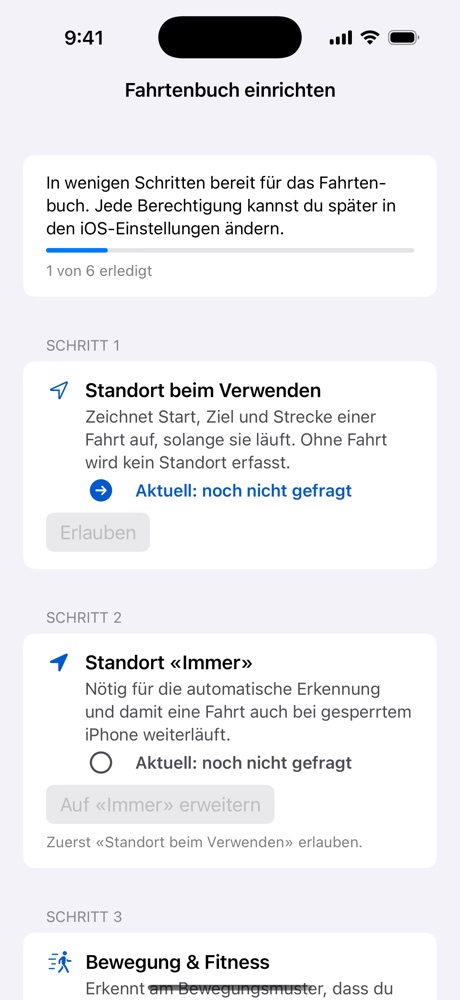 9:41
Fahrtenbuch einrichten
In wenigen Schritten bereit für das Fahrten-
buch. Jede Berechtigung kannst du später in
den iOS-Einstellungen ändern.
1 von 6 erledigt
SCHRITT 1
Standort beim Verwenden
Zeichnet Start, Ziel und Strecke einer
Fahrt auf, solange sie läuft. Ohne Fahrt
wird kein Standort erfasst.
Aktuell: noch nicht gefragt
Erlauben
SCHRITT 2
Standort «Immer»
Nötig für die automatische Erkennung
und damit eine Fahrt auch bei gesperrtem
iPhone weiterläuft.
Aktuell: noch nicht gefragt
Auf «Immer» erweitern
Zuerst «Standort beim Verwenden» erlauben.
SCHRITT 3
Bewegung & Fitness
Erkennt am Bewegungsmuster, dass du